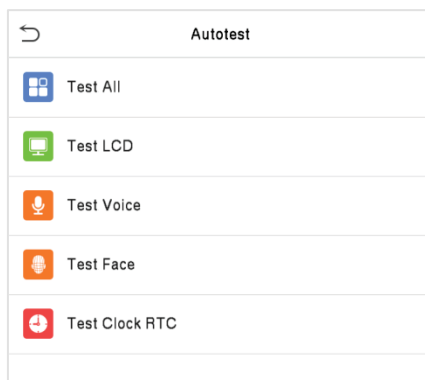 Autotest
Test All
Test LCD
Test Voice
Test Face
Test Clock RTC